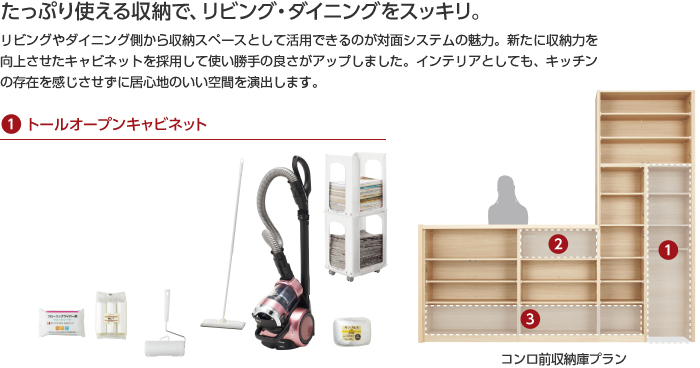 たっぷり使える収納で、リビング・ダイニングをスッキリ。
リビングやダイニング側から収納スペースとして活用できるのが対面システムの魅力。新たに収納力を
向上させたキャビネットを採用して使い勝手の良さがアップしました。インテリアとしても、キッチン
の存在を感じさせずに居心地のいい空間を演出します。
1 トールオープンキャビネット
2
1
3
コンロ前収納庫プラン